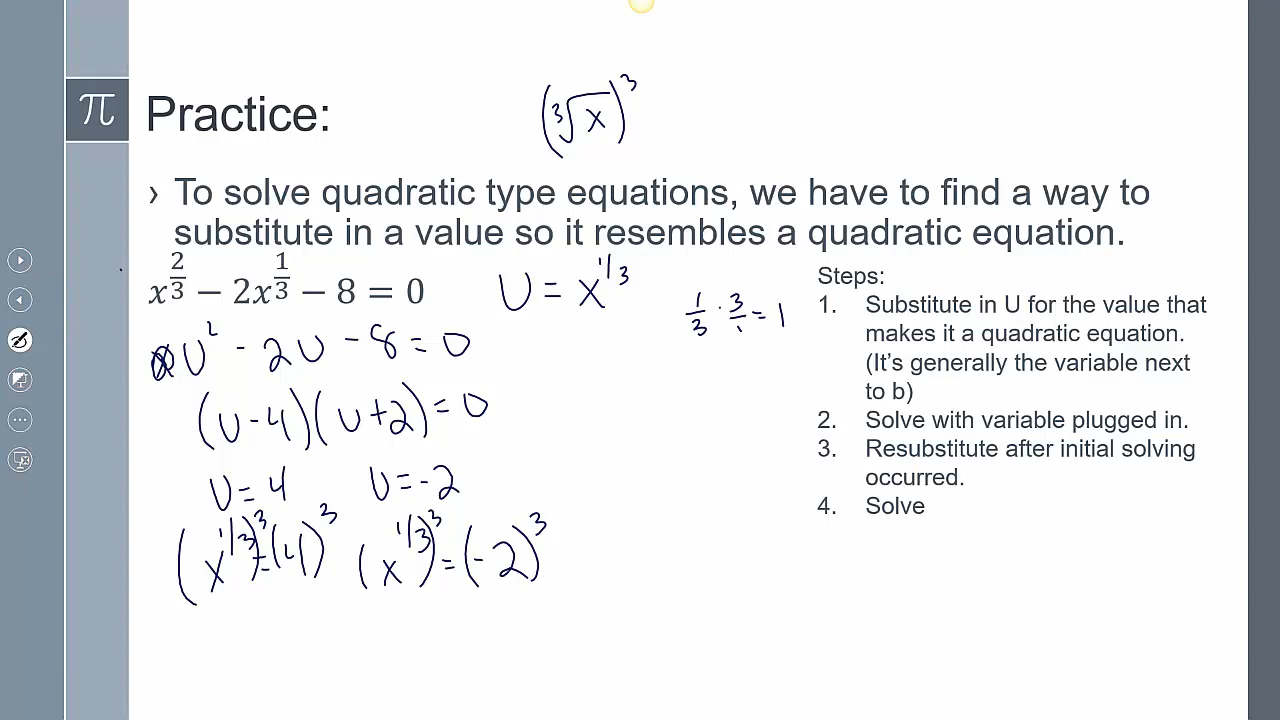 π Practice:
(∛x)³
› To solve quadratic type equations, we have to find a way to
substitute in a value so it resembles a quadratic equation.
x^(2/3) − 2x^(1/3) − 8 = 0
U = x^(1/3)
1/3 · 3/1 = 1
U² - 2U - 8 = 0
(U-4)(U+2) = 0
U = 4 U = -2
(x^(1/3))³ = (4)³ (x^(1/3))³ = (-2)³
Steps:
1. Substitute in U for the value that
makes it a quadratic equation.
(It’s generally the variable next
to b)
2. Solve with variable plugged in.
3. Resubstitute after initial solving
occurred.
4. Solve